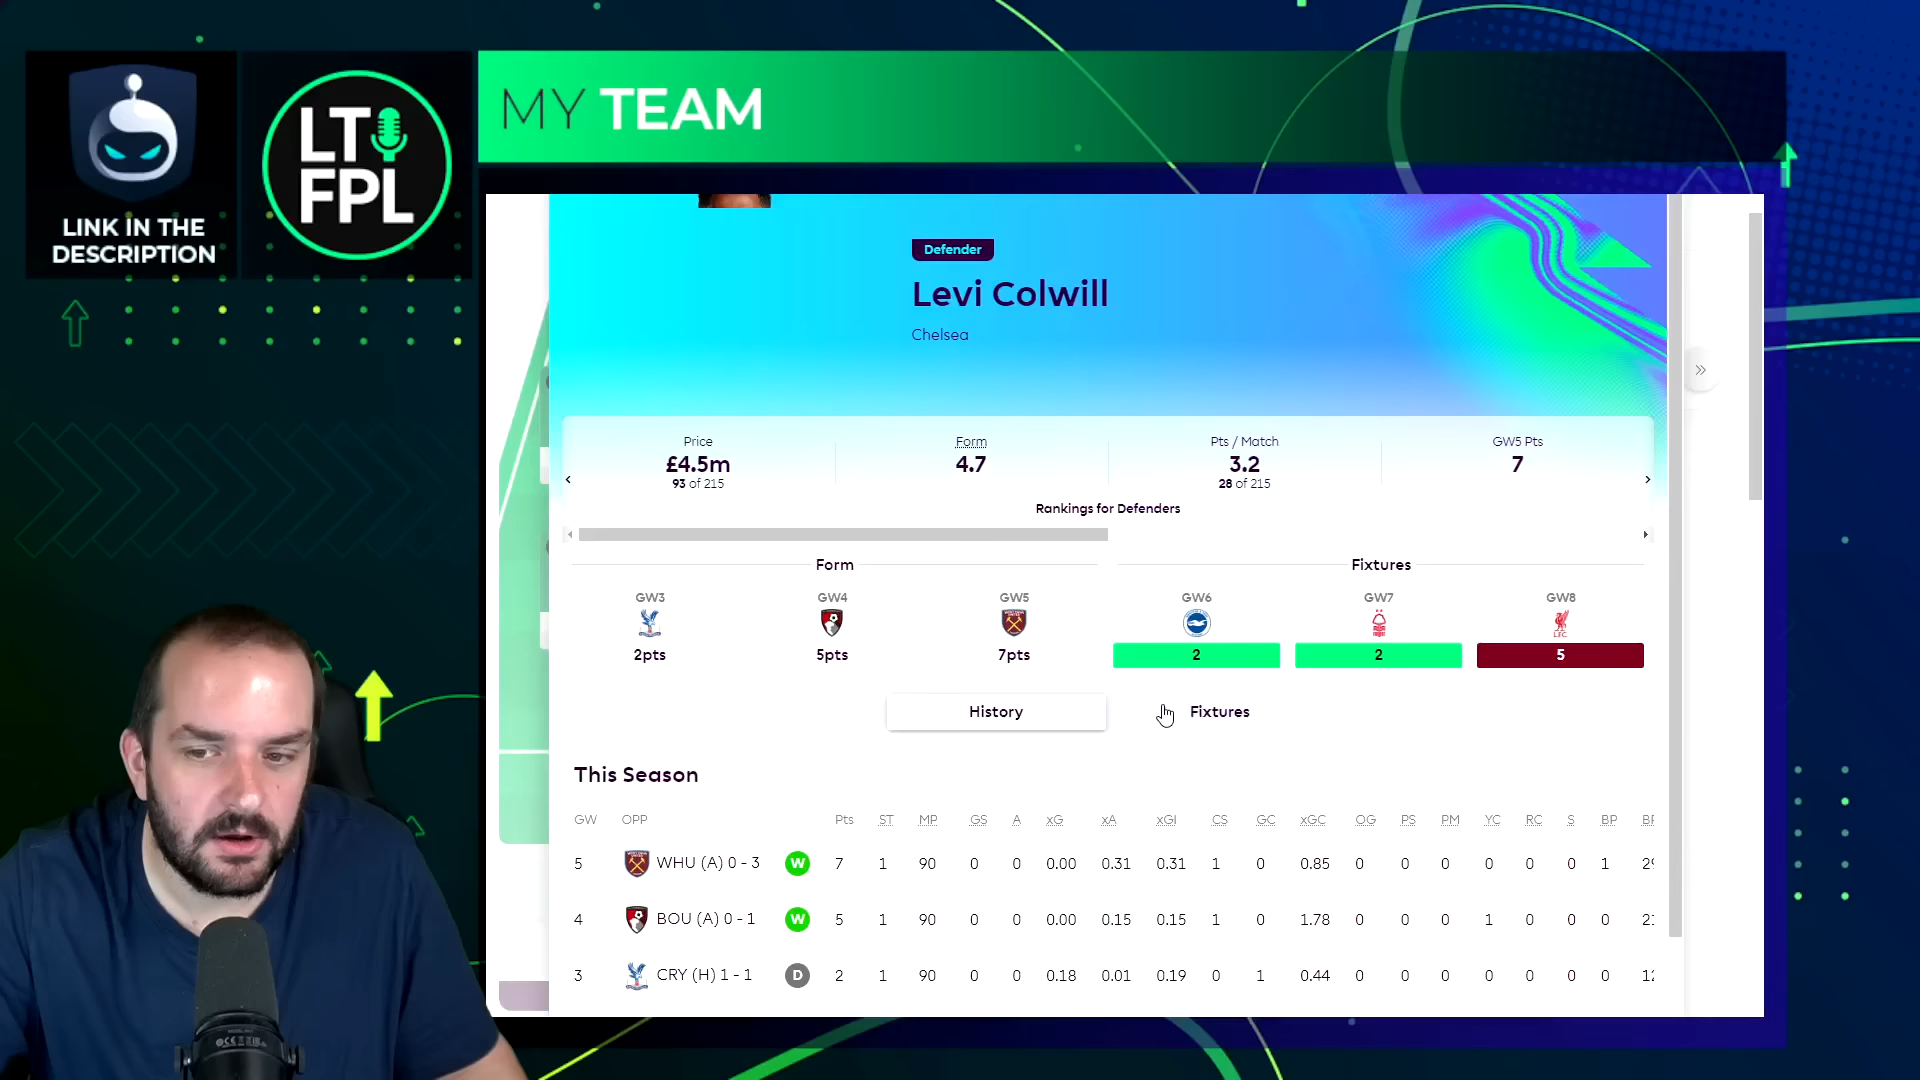 LINK IN THE
DESCRIPTION
LT
FPL
MY TEAM
Defender
Levi Colwill
Chelsea
Price
£4.5m
93 of 215
Form
4.7
Pts / Match
3.2
28 of 215
GW5 Pts
7
Rankings for Defenders
Form
GW3
2pts
GW4
5pts
GW5
7pts
Fixtures
GW6
2
GW7
2
GW8
LFC
5
History
Fixtures
This Season
GW OPP Pts ST MP GS A xG xA xGI CS GC xGC OG PS PM YC RC S BP
5 WHU (A) 0 - 3 W 7 1 90 0 0 0.00 0.31 0.31 1 0 0.85 0 0 0 0 0 0 1
4 BOU (A) 0 - 1 W 5 1 90 0 0 0.00 0.15 0.15 1 0 1.78 0 0 0 1 0 0 0
3 CRY (H) 1 - 1 D 2 1 90 0 0 0.18 0.01 0.19 0 1 0.44 0 0 0 0 0 0 0